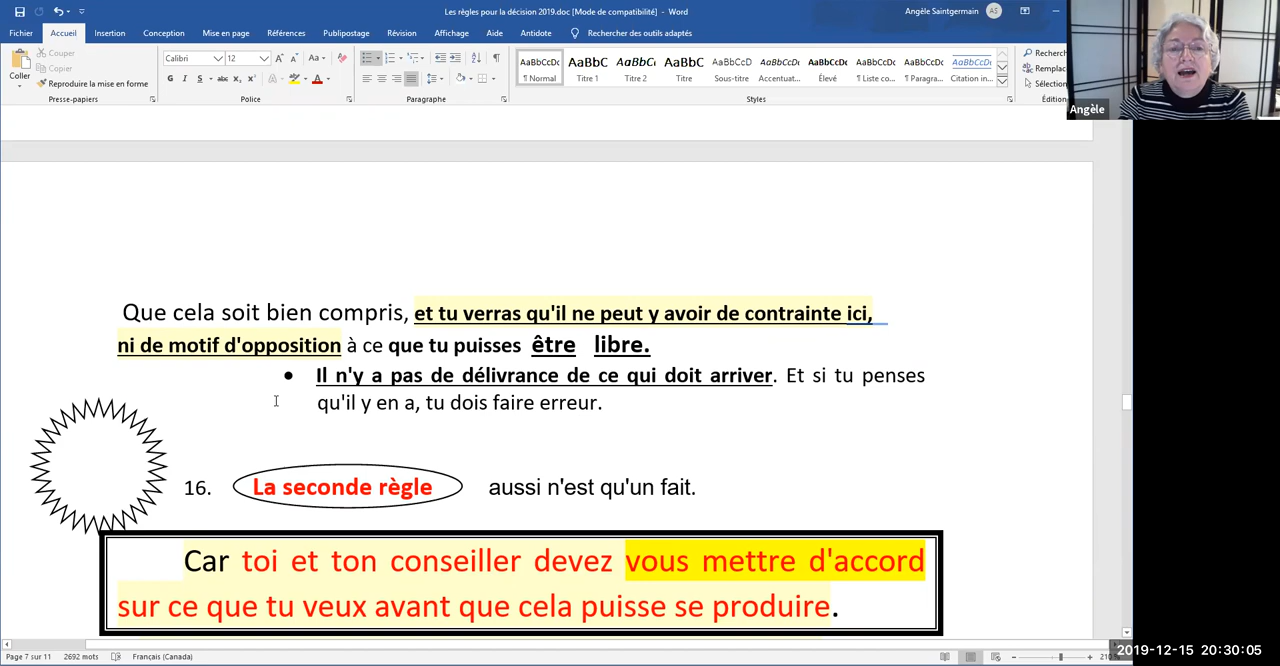 Les règles pour la décision 2019.doc [Mode de compatibilité] - Word
Angèle Saintgermain AS
Fichier Accueil Insertion Conception Mise en page Références Publipostage Révision Affichage Aide Antidote Rechercher des outils adaptés
Coller
Couper
Copier
Reproduire la mise en forme
Presse-papiers
Calibri 12
G I S
Police
Paragraphe
AaBbCcDc AaBbC AaBbC AaBbC AaBbCcD AaBbCcDc AaBbCcDc AaBbCcDc AaBbCcDc AaBbCcDc
¶ Normal Titre 1 Titre 2 Titre Sous-titre Accentuat... Élevé ¶ Liste co... ¶ Paragra... Citation in...
Styles
Recherch
Remplac
Sélection
Édition
Angèle
Que cela soit bien compris, et tu verras qu'il ne peut y avoir de contrainte ici,
ni de motif d'opposition à ce que tu puisses être libre.
• Il n'y a pas de délivrance de ce qui doit arriver. Et si tu penses
qu'il y en a, tu dois faire erreur.
16. La seconde règle aussi n'est qu'un fait.
Car toi et ton conseiller devez vous mettre d'accord
sur ce que tu veux avant que cela puisse se produire.
Page 7 sur 11 2692 mots Français (Canada)
2019-12-15 20:30:05